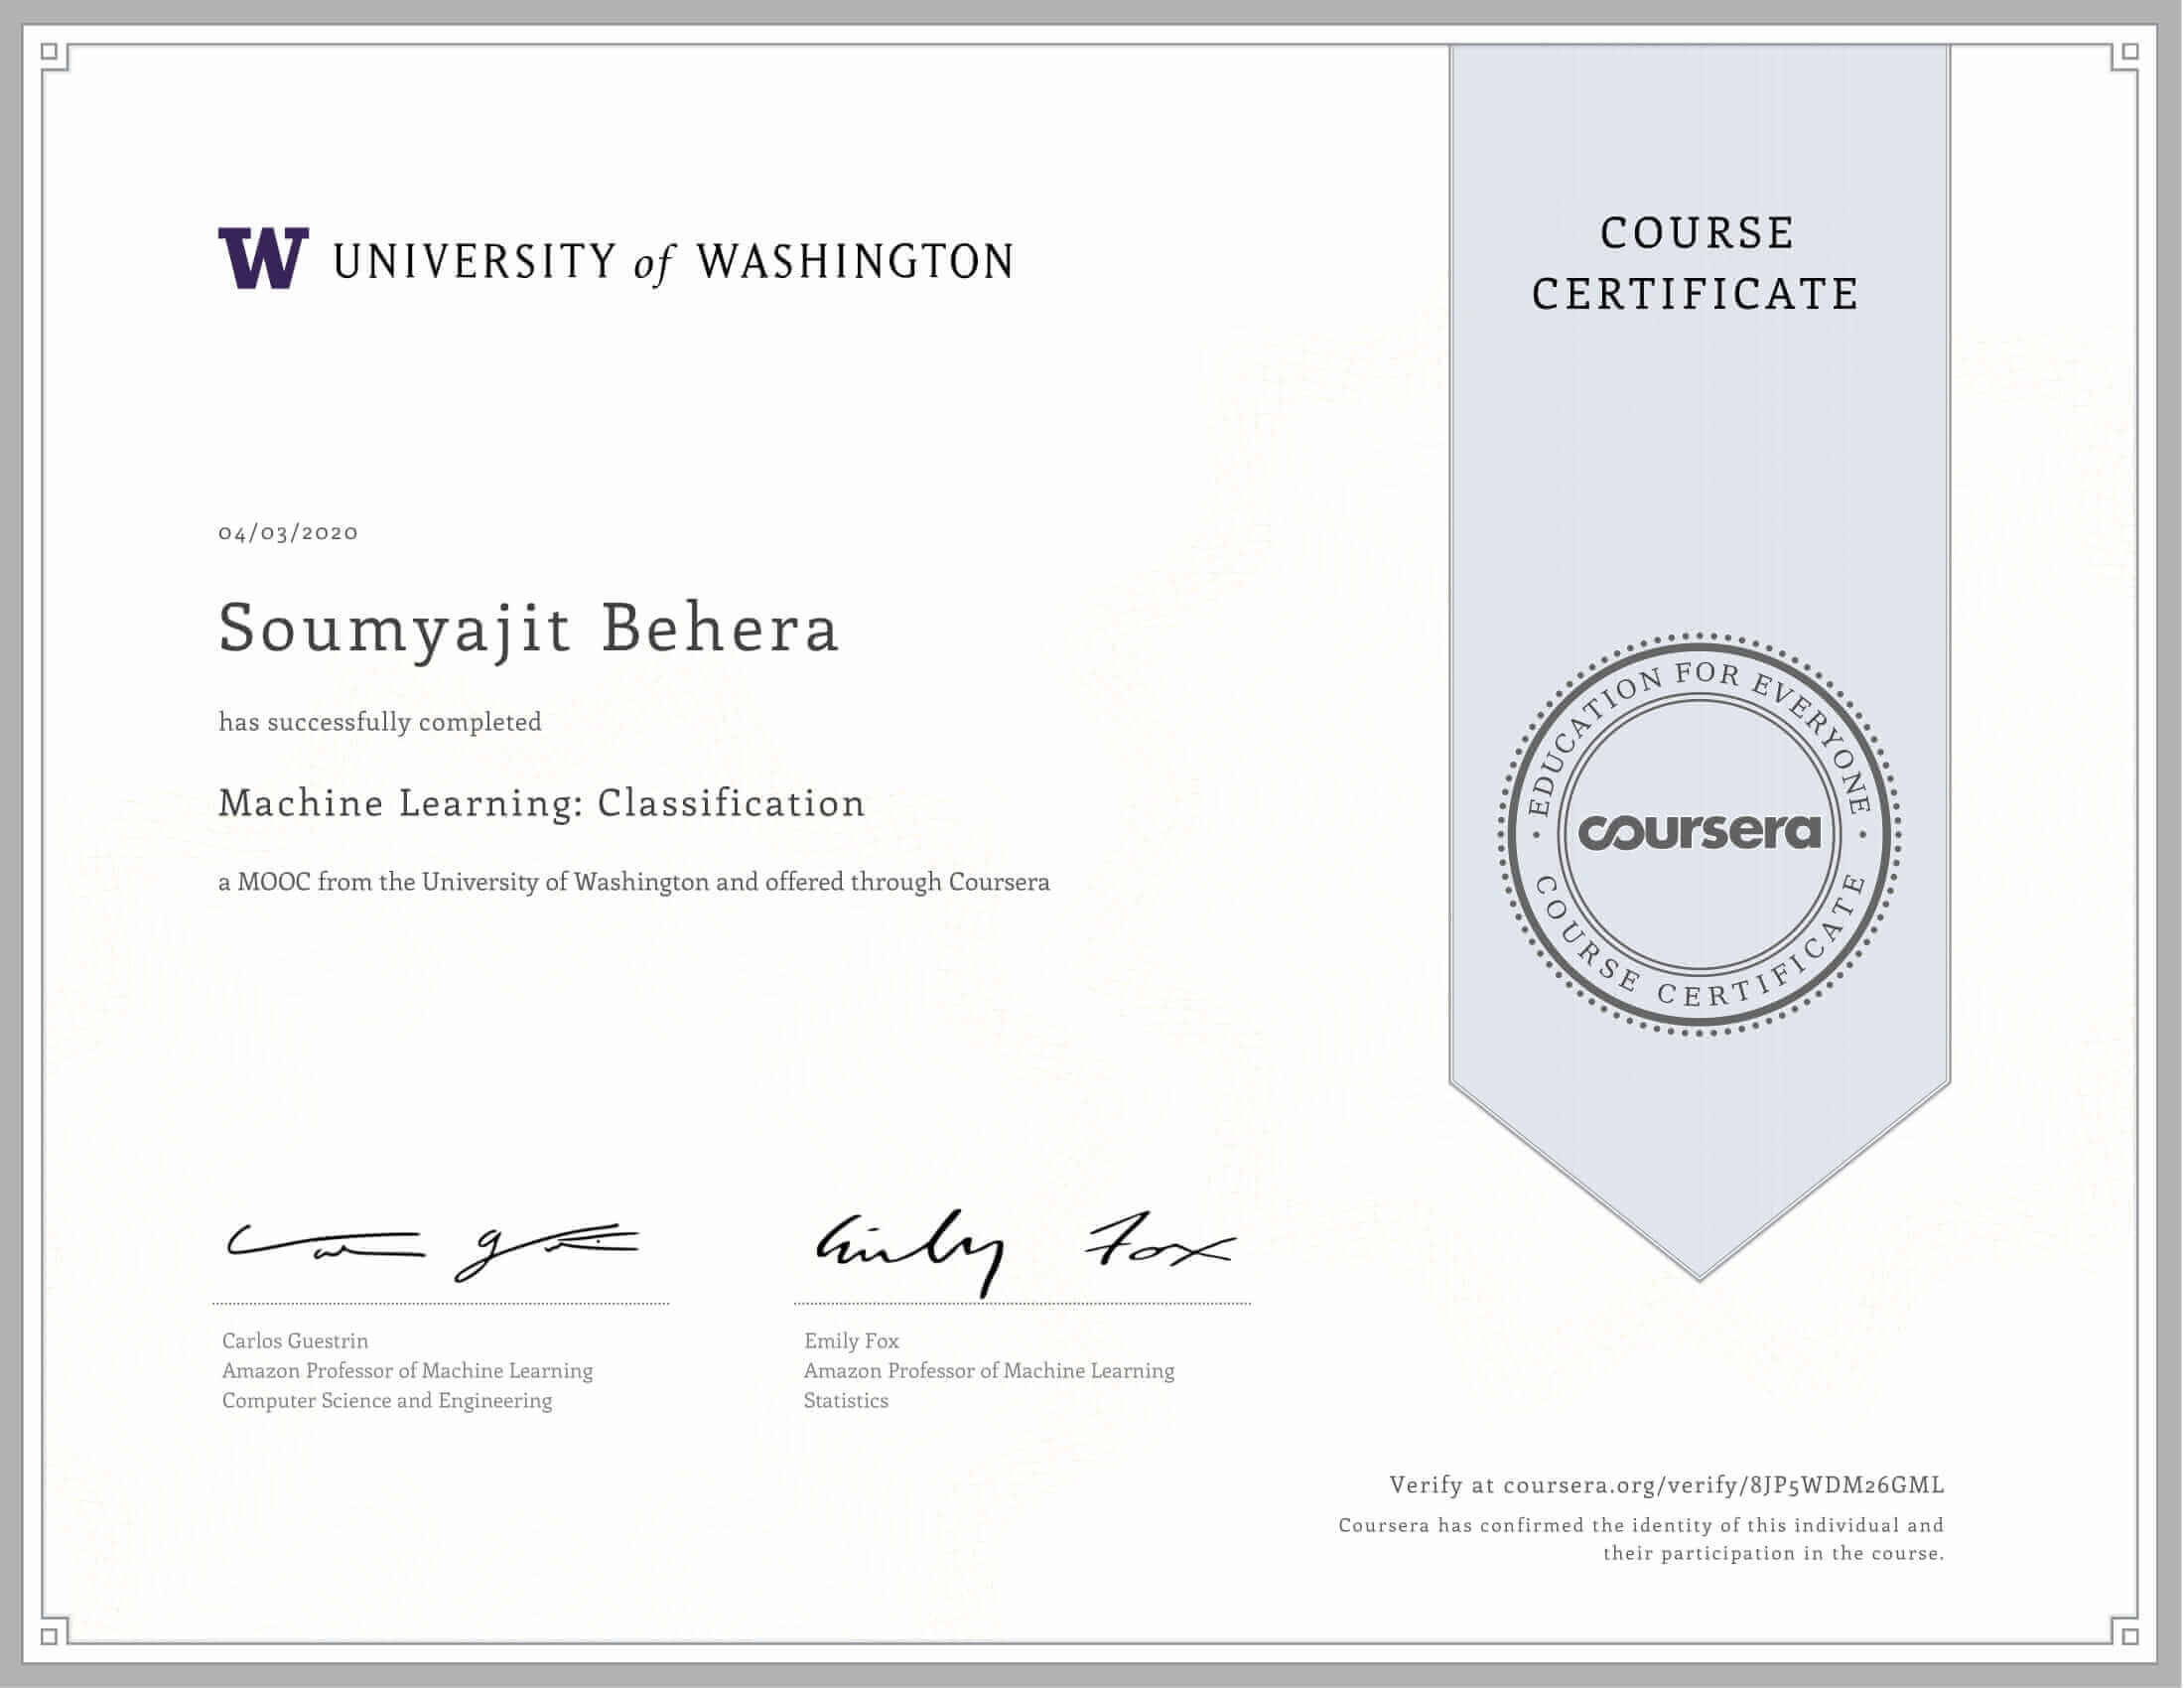 W UNIVERSITY of WASHINGTON
COURSE
CERTIFICATE
04/03/2020
Soumyajit Behera
has successfully completed
Machine Learning: Classification
a MOOC from the University of Washington and offered through Coursera
EDUCATION FOR EVERYONE
coursera
COURSE CERTIFICATE
Emily Fox
Carlos Guestrin
Amazon Professor of Machine Learning
Computer Science and Engineering
Emily Fox
Amazon Professor of Machine Learning
Statistics
Verify at coursera.org/verify/8JP5WDM26GML
Coursera has confirmed the identity of this individual and
their participation in the course.